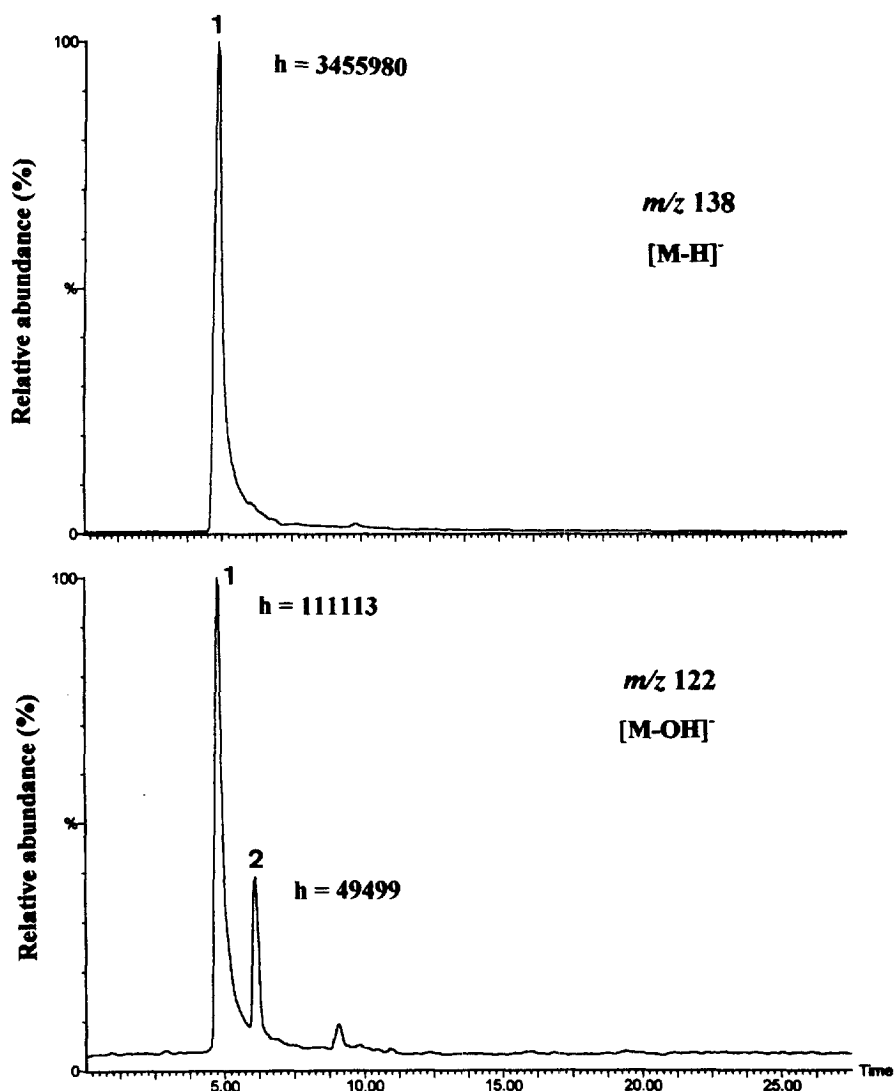 1
100
h = 3455980
Relative abundance (%)
m/z 138
[M-H]-
%
0
100
1
h = 111113
Relative abundance (%)
m/z 122
[M-OH]-
%
2
h = 49499
0
5.00
10.00
15.00
20.00
25.00
Time